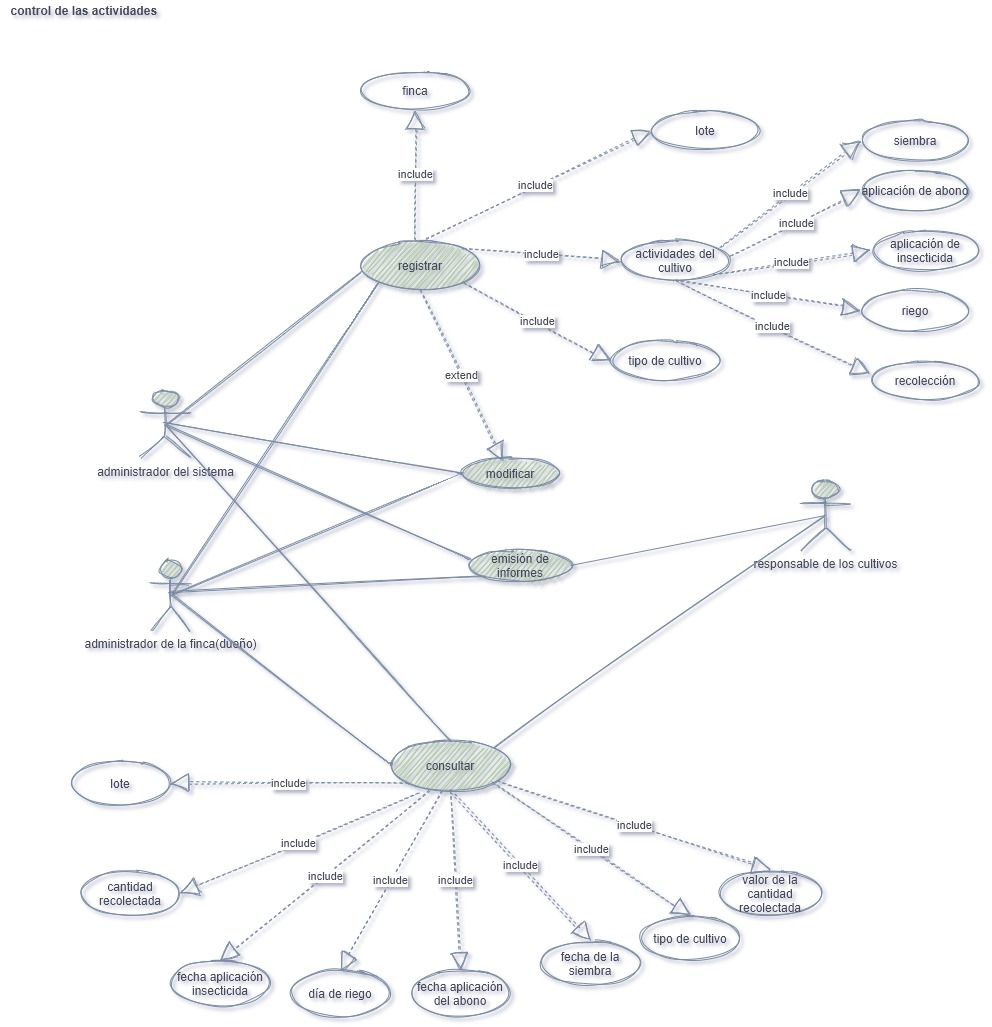 control de las actividades
finca
lote
siembra
include
include
include
aplicación de abono
include
registrar
include
actividades del
cultivo
include
aplicación de
insecticida
include
riego
include
include
tipo de cultivo
recolección
extend
administrador del sistema
modificar
emisión de
informes
responsable de los cultivos
administrador de la finca(dueño)
consultar
lote
include
include
include
include
include
include
include
include
cantidad
recolectada
valor de la
cantidad
recolectada
fecha aplicación
insecticida
día de riego
fecha aplicación
del abono
fecha de la
siembra
tipo de cultivo